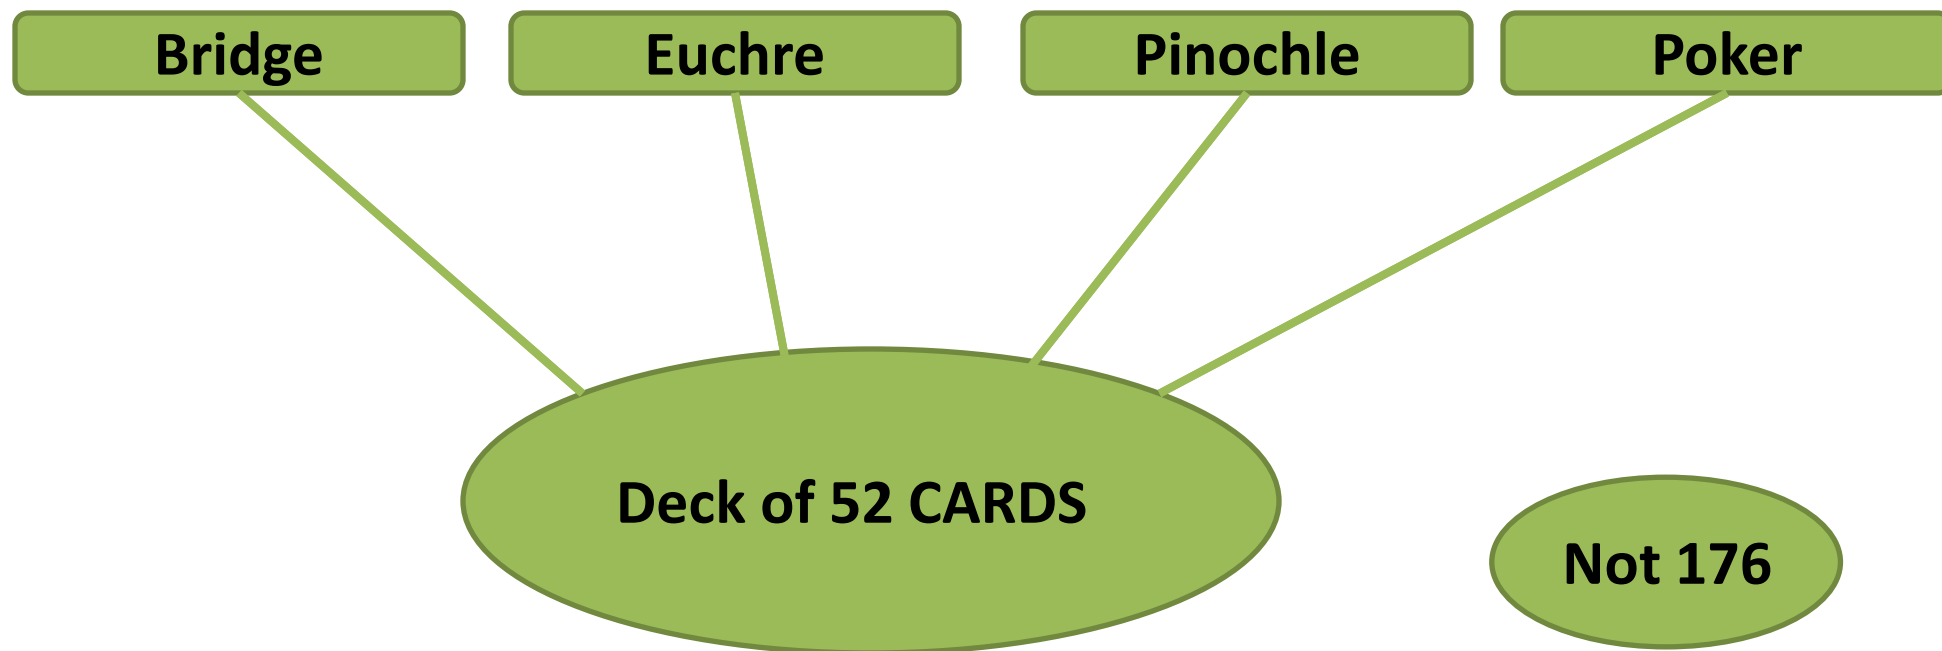 Bridge
Euchre
Pinochle
Poker
Deck of 52 CARDS
Not 176